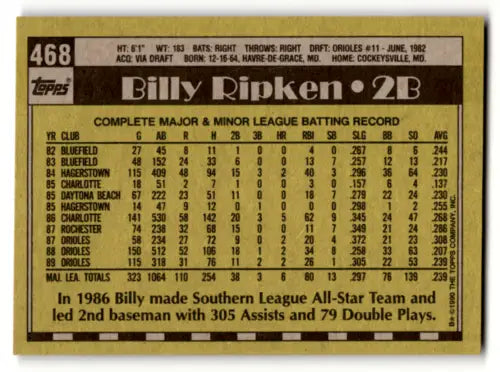 468 HT: 6'1" WT: 183 BATS: RIGHT THROWS: RIGHT DRFT: ORIOLES #11 - JUNE, 1982
ACQ: VIA DRAFT BORN: 12-16-64, HAVRE-DE-GRACE, MD. HOME: COCKEYSVILLE, MD.
TOPPS Billy Ripken • 2B
COMPLETE MAJOR & MINOR LEAGUE BATTING RECORD
YR CLUB G AB R H 2B 3B HR RBI SB SLG BB SO AVG
82 BLUEFIELD 27 45 8 11 1 0 0 4 0 .267 8 6 .244
83 BLUEFIELD 48 152 24 33 6 0 0 13 7 .257 12 13 .217
84 HAGERSTOWN 115 409 48 94 15 3 2 40 3 .296 36 64 .230
85 CHARLOTTE 18 51 2 7 1 0 0 3 0 .157 6 4 .137
85 DAYTONA BEACH 67 222 23 51 11 0 0 18 7 .279 22 24 .230
85 HAGERSTOWN 14 47 9 12 0 1 0 0 0 .298 1 2 .255
86 CHARLOTTE 141 530 58 142 20 3 5 62 9 .345 24 47 .268
87 ROCHESTER 74 238 32 68 15 0 0 11 7 .349 21 24 .286
87 ORIOLES 58 234 27 72 9 0 2 20 4 .372 21 23 .308
88 ORIOLES 150 512 52 106 18 1 2 34 8 .258 33 63 .207
89 ORIOLES 115 318 31 76 11 2 2 26 1 .305 22 53 .239
MAJ. LEA. TOTALS 323 1064 110 254 38 3 6 80 13 .297 76 139 .239
In 1986 Billy made Southern League All-Star Team and
led 2nd baseman with 305 Assists and 79 Double Plays.
© 1990 THE TOPPS COMPANY, INC.